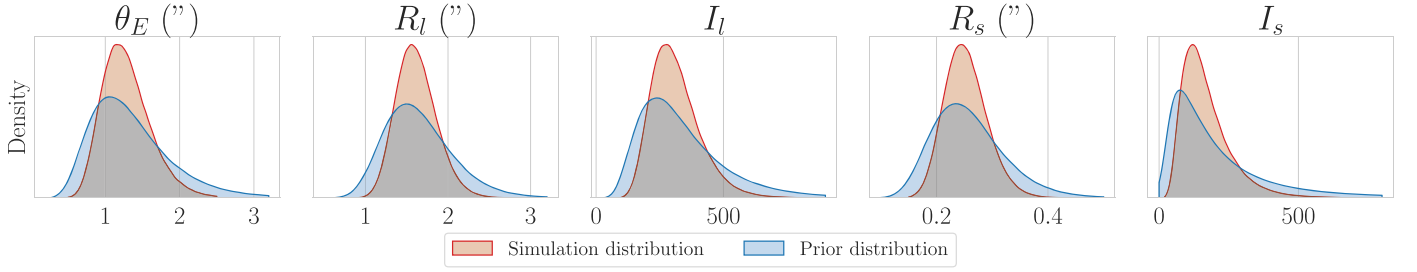 θ_E (") R_l (") I_l R_s (") I_s
Density
1 2 3 1 2 3 0 500 0.2 0.4 0 500
Simulation distribution Prior distribution